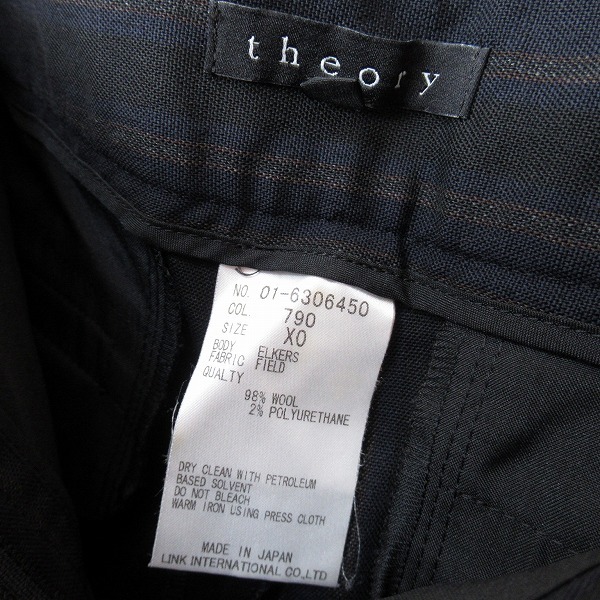 theory
NO. 01-6306450
COL. 790
SIZE XO
BODY ELKERS
FABRIC FIELD
QUALTY
98% WOOL
2% POLYURETHANE
DRY CLEAN WITH PETROLEUM
BASED SOLVENT
DO NOT BLEACH
WARM IRON USING PRESS CLOTH
MADE IN JAPAN
LINK INTERNATIONAL CO.,LTD